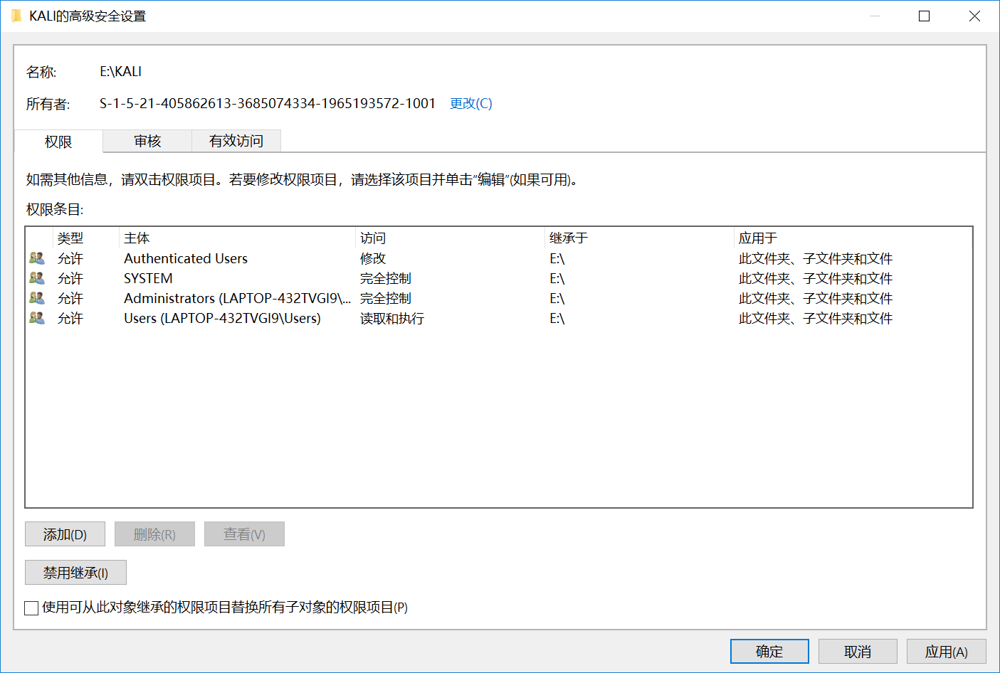 KALI的高级安全设置
名称: E:\KALI
所有者: S-1-5-21-405862613-3685074334-1965193572-1001 更改(C)
权限 审核 有效访问
如需其他信息，请双击权限项目。若要修改权限项目，请选择该项目并单击“编辑”(如果可用)。
权限条目:
类型 主体 访问 继承于 应用于
允许 Authenticated Users 修改 E:\ 此文件夹、子文件夹和文件
允许 SYSTEM 完全控制 E:\ 此文件夹、子文件夹和文件
允许 Administrators (LAPTOP-432TVGI9\... 完全控制 E:\ 此文件夹、子文件夹和文件
允许 Users (LAPTOP-432TVGI9\Users) 读取和执行 E:\ 此文件夹、子文件夹和文件
添加(D) 删除(R) 查看(V)
禁用继承(I)
使用可从此对象继承的权限项目替换所有子对象的权限项目(P)
确定 取消 应用(A)